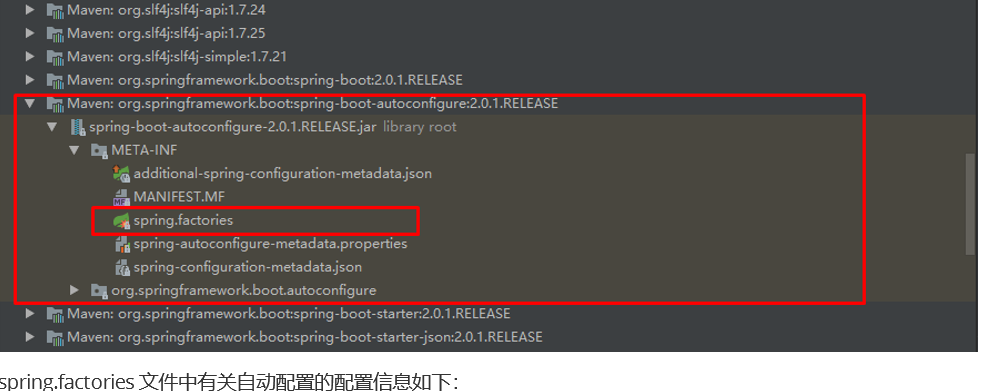 Maven: org.slf4j:slf4j-api:1.7.24
Maven: org.slf4j:slf4j-api:1.7.25
Maven: org.slf4j:slf4j-simple:1.7.21
Maven: org.springframework.boot:spring-boot:2.0.1.RELEASE
Maven: org.springframework.boot:spring-boot-autoconfigure:2.0.1.RELEASE
spring-boot-autoconfigure-2.0.1.RELEASE.jar library root
META-INF
additional-spring-configuration-metadata.json
MANIFEST.MF
spring.factories
spring-autoconfigure-metadata.properties
spring-configuration-metadata.json
org.springframework.boot.autoconfigure
Maven: org.springframework.boot:spring-boot-starter:2.0.1.RELEASE
Maven: org.springframework.boot:spring-boot-starter-json:2.0.1.RELEASE
spring.factories 文件中有关自动配置的配置信息如下：